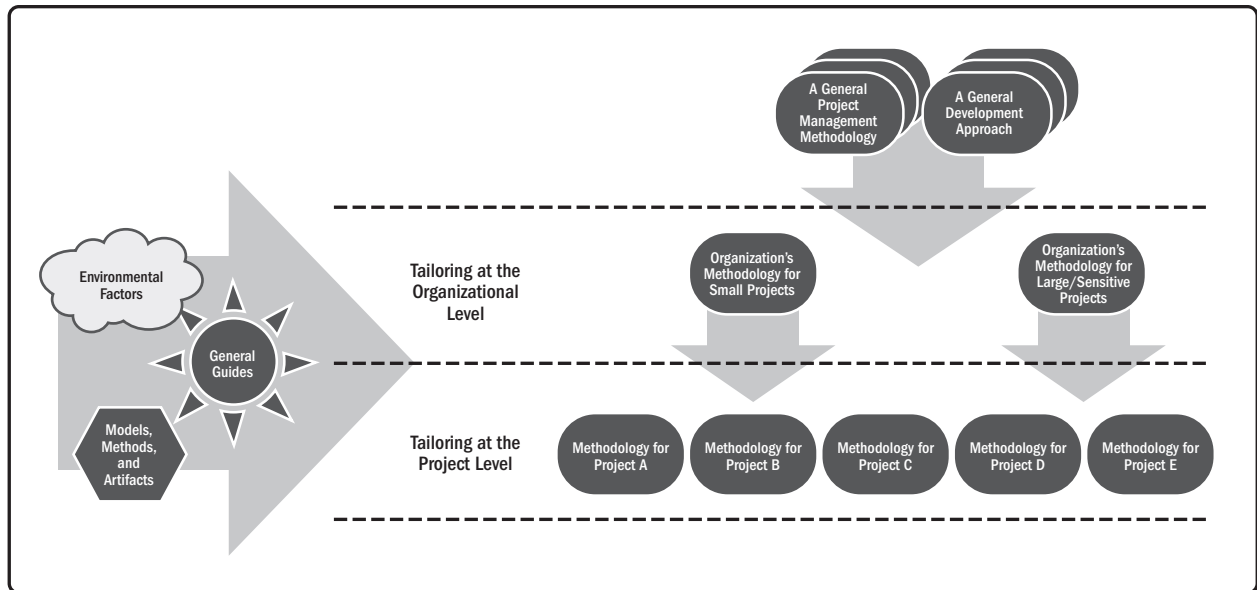 A General
Project
Management
Methodology
A General
Development
Approach
Environmental
Factors
General
Guides
Models,
Methods,
and
Artifacts
Tailoring at the
Organizational
Level
Organization's
Methodology for
Small Projects
Organization's
Methodology for
Large/Sensitive
Projects
Tailoring at the
Project Level
Methodology for
Project A
Methodology for
Project B
Methodology for
Project C
Methodology for
Project D
Methodology for
Project E